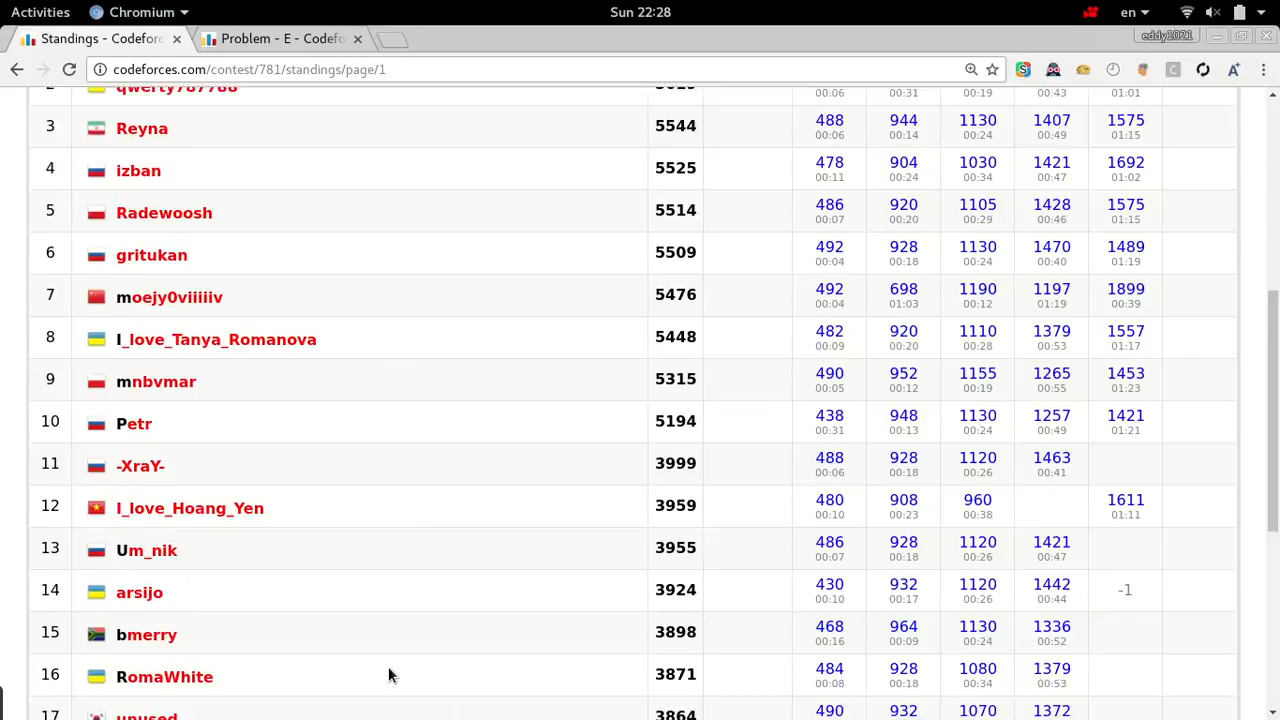 Activities Chromium Sun 22:28 en
Standings - Codeforc Problem - E - Codef eddy1021
codeforces.com/contest/781/standings/page/1
qwerty787788 00:06 00:31 00:19 00:43 01:01
3 Reyna 5544 488 944 1130 1407 1575
00:06 00:14 00:24 00:49 01:15
4 izban 5525 478 904 1030 1421 1692
00:11 00:24 00:34 00:47 01:02
5 Radewoosh 5514 486 920 1105 1428 1575
00:07 00:20 00:29 00:46 01:15
6 gritukan 5509 492 928 1130 1470 1489
00:04 00:18 00:24 00:40 01:19
7 moejy0viiiiiv 5476 492 698 1190 1197 1899
00:04 01:03 00:12 01:19 00:39
8 I_love_Tanya_Romanova 5448 482 920 1110 1379 1557
00:09 00:20 00:28 00:53 01:17
9 mnbvmar 5315 490 952 1155 1265 1453
00:05 00:12 00:19 00:55 01:23
10 Petr 5194 438 948 1130 1257 1421
00:31 00:13 00:24 00:49 01:21
11 -XraY- 3999 488 928 1120 1463
00:06 00:18 00:26 00:41
12 I_love_Hoang_Yen 3959 480 908 960 1611
00:10 00:23 00:38 01:11
13 Um_nik 3955 486 928 1120 1421
00:07 00:18 00:26 00:47
14 arsijo 3924 430 932 1120 1442 -1
00:10 00:17 00:26 00:44
15 bmerry 3898 468 964 1130 1336
00:16 00:09 00:24 00:52
16 RomaWhite 3871 484 928 1080 1379
00:08 00:18 00:34 00:53
17 unused 3864 490 932 1070 1372